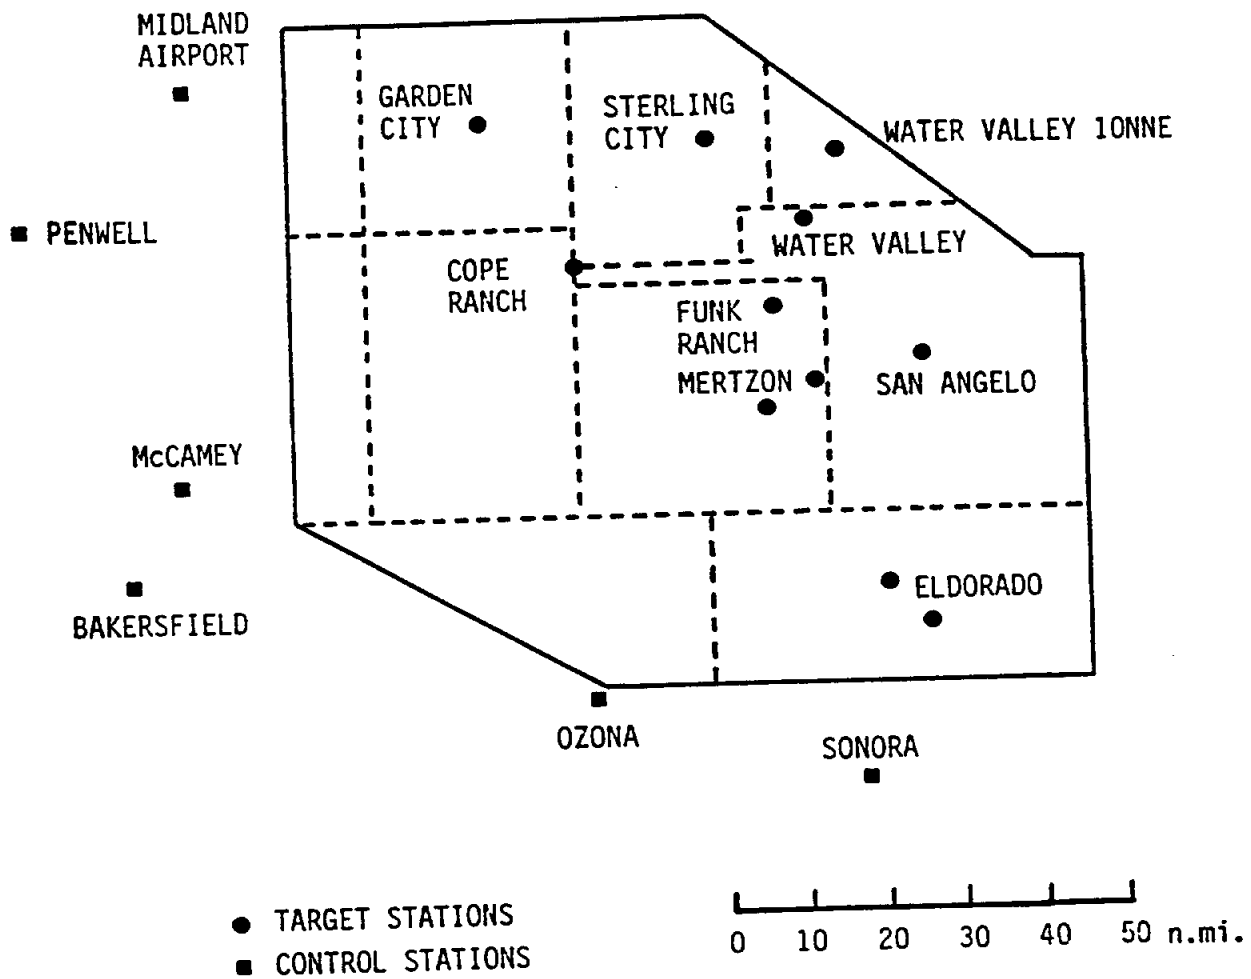 MIDLAND
AIRPORT
GARDEN
CITY
STERLING
CITY
WATER VALLEY 10NNE
PENWELL
WATER VALLEY
COPE
RANCH
FUNK
RANCH
MERTZON
SAN ANGELO
McCAMEY
ELDORADO
BAKERSFIELD
OZONA
SONORA
TARGET STATIONS
CONTROL STATIONS
0 10 20 30 40 50 n.mi.